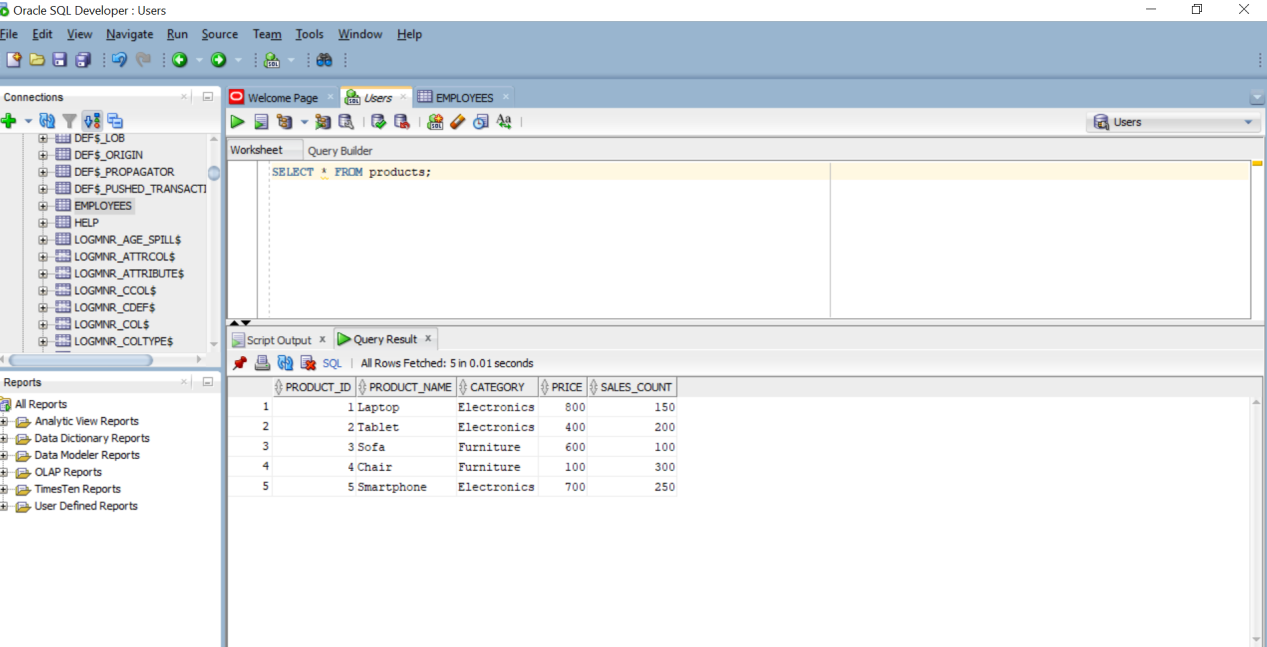 Oracle SQL Developer : Users
File Edit View Navigate Run Source Team Tools Window Help
Connections
DEF$_LOB
DEF$_ORIGIN
DEF$_PROPAGATOR
DEF$_PUSHED_TRANSACTI
EMPLOYEES
HELP
LOGMNR_AGE_SPILL$
LOGMNR_ATTRCOL$
LOGMNR_ATTRIBUTE$
LOGMNR_CCOL$
LOGMNR_CDEF$
LOGMNR_COL$
LOGMNR_COLTYPE$
Reports
All Reports
Analytic View Reports
Data Dictionary Reports
Data Modeler Reports
OLAP Reports
TimesTen Reports
User Defined Reports
Welcome Page Users EMPLOYEES
Aa Users
Worksheet Query Builder
SELECT * FROM products;
Script Output x Query Result x
SQL | All Rows Fetched: 5 in 0.01 seconds
PRODUCT_ID PRODUCT_NAME CATEGORY PRICE SALES_COUNT
1 1 Laptop Electronics 800 150
2 2 Tablet Electronics 400 200
3 3 Sofa Furniture 600 100
4 4 Chair Furniture 100 300
5 5 Smartphone Electronics 700 250